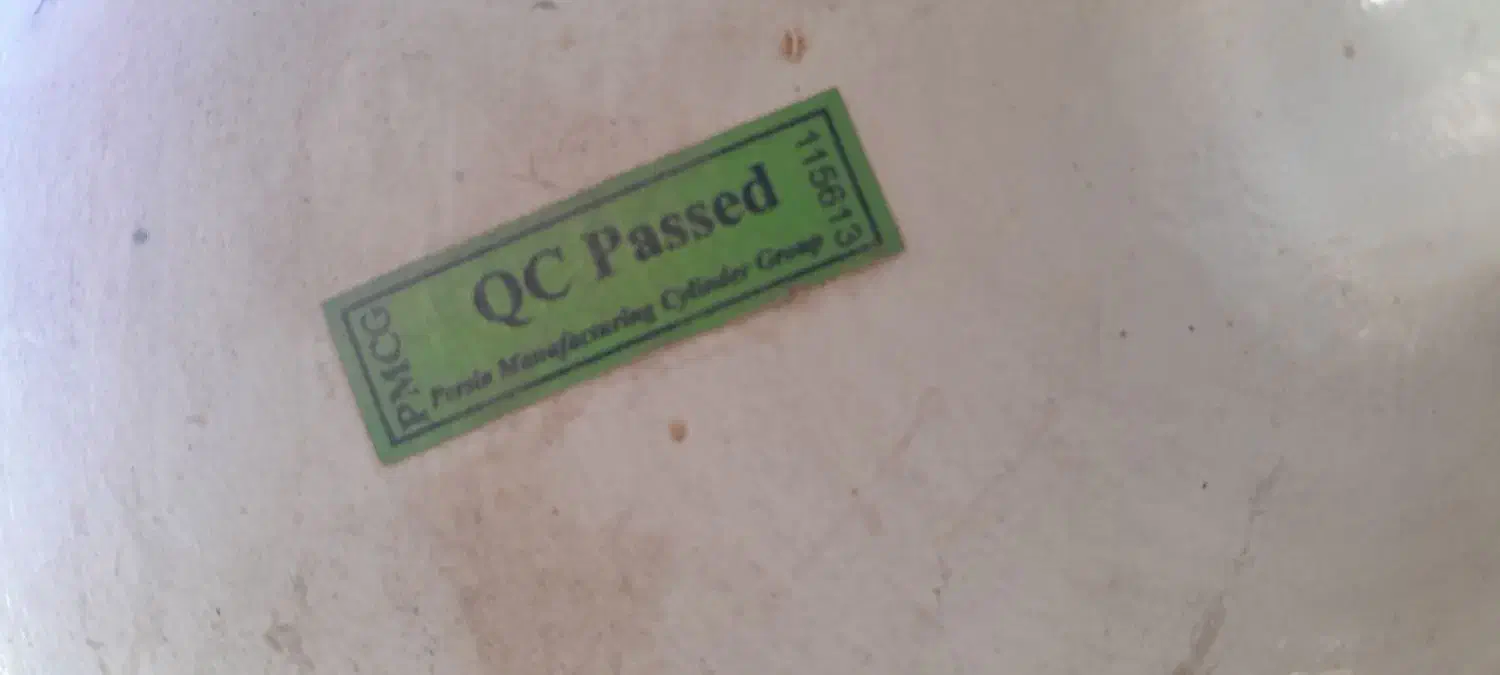 PMCG
QC Passed
Persia Manufacturing Cylinder Group
115613